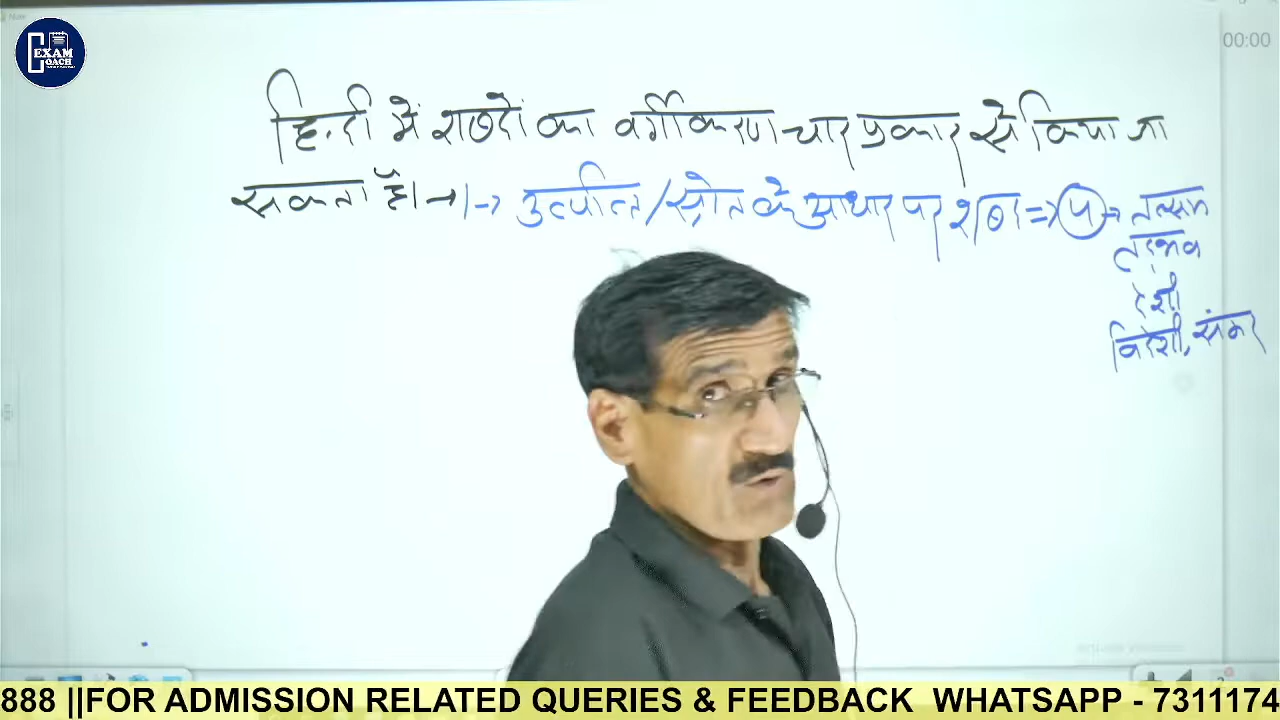 EXAM COACH
00:00
हिन्दी में शब्दों का वर्गीकरण चार प्रकार से किया जा
सकता है। → 1 → उत्पत्ति/स्रोत के आधार पर शब्द => ५ → तत्सम
तद्भव
देशी
विदेशी, संकर
888 ||FOR ADMISSION RELATED QUERIES & FEEDBACK WHATSAPP - 7311174